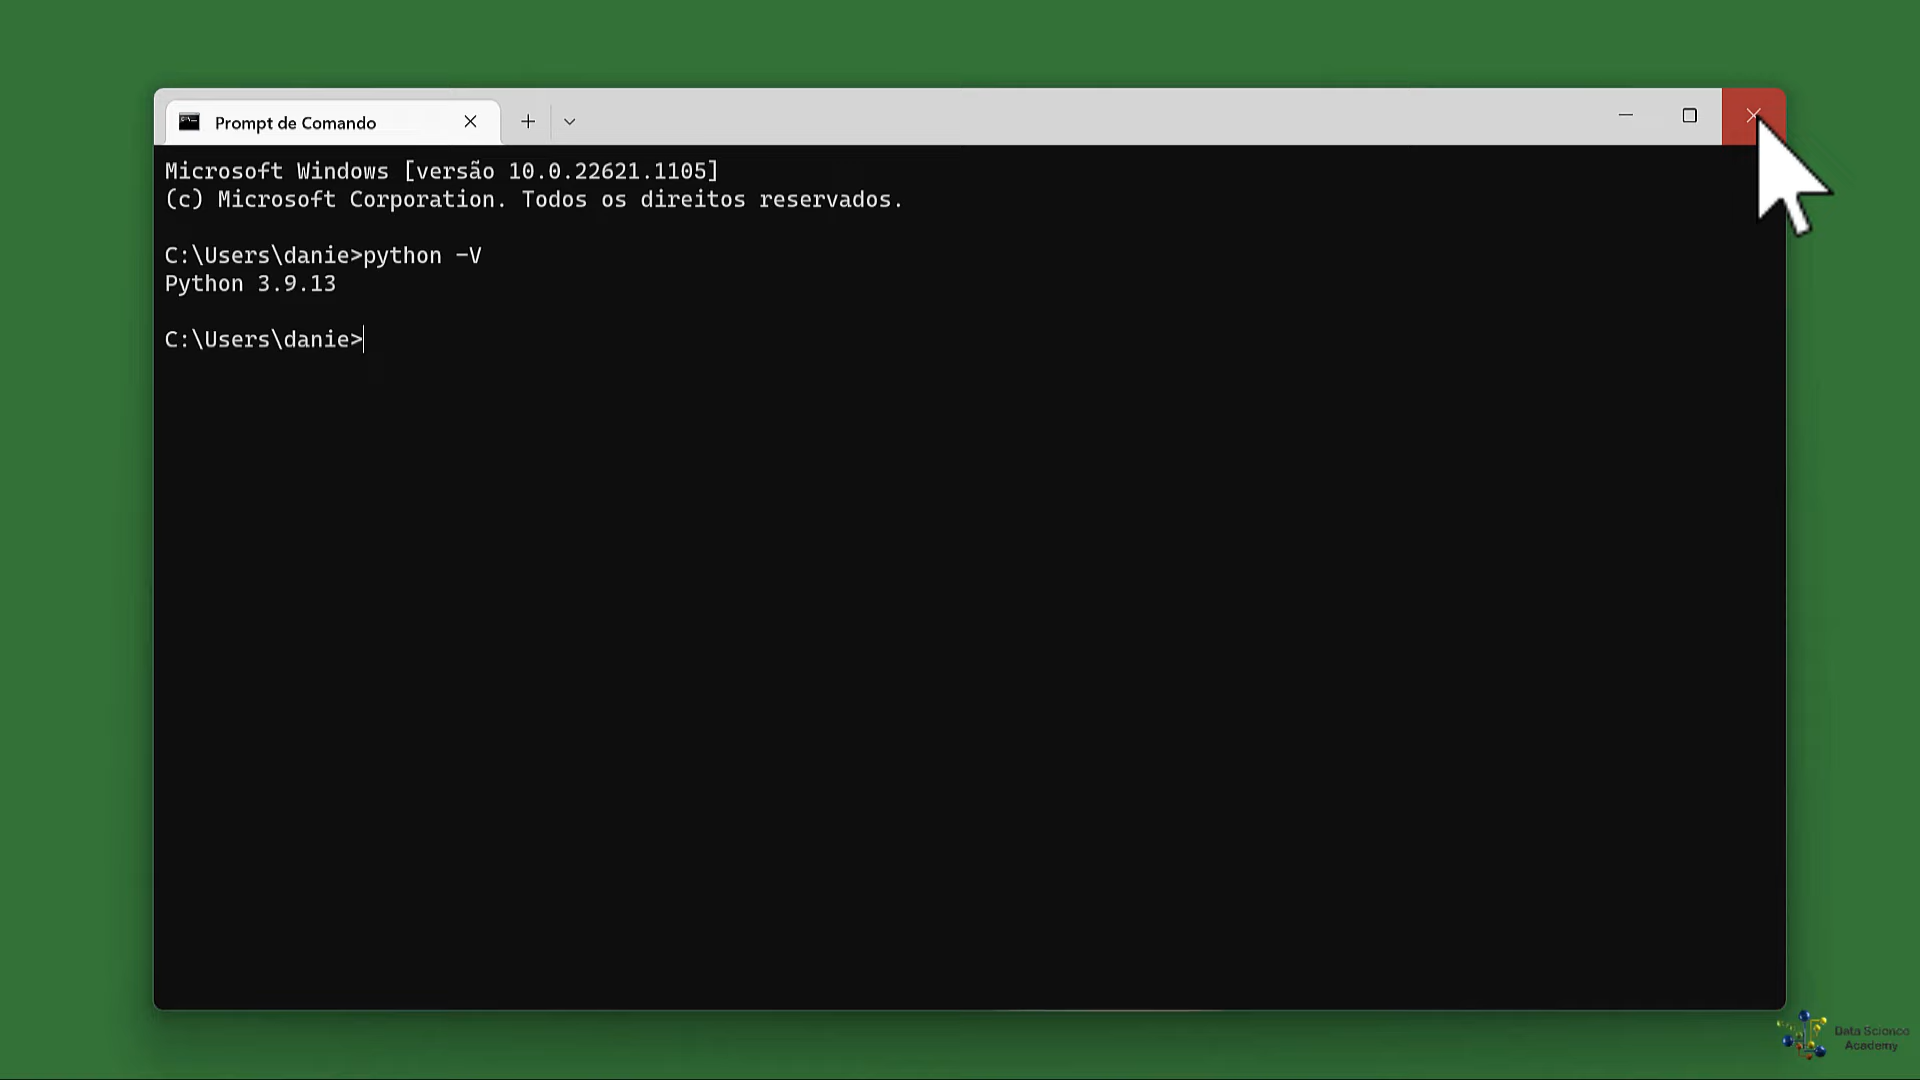 Prompt de Comando
Microsoft Windows [versão 10.0.22621.1105]
(c) Microsoft Corporation. Todos os direitos reservados.
C:\Users\danie>python -V
Python 3.9.13
C:\Users\danie>
Data Science
Academy